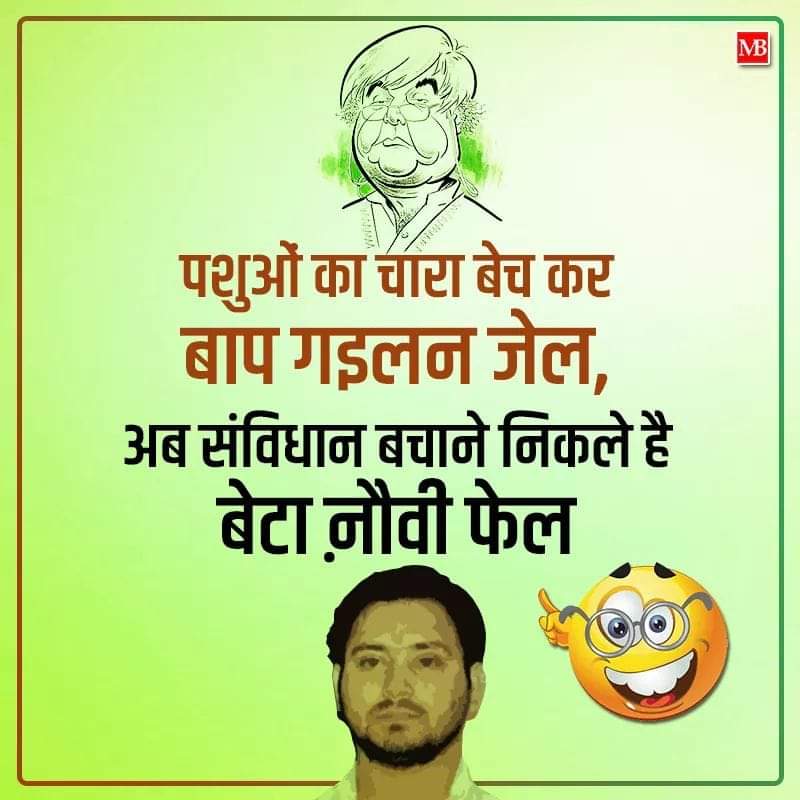 MB
पशुओं का चारा बेच कर
बाप गइलन जेल,
अब संविधान बचाने निकले है
बेटा ऩौवी फेल